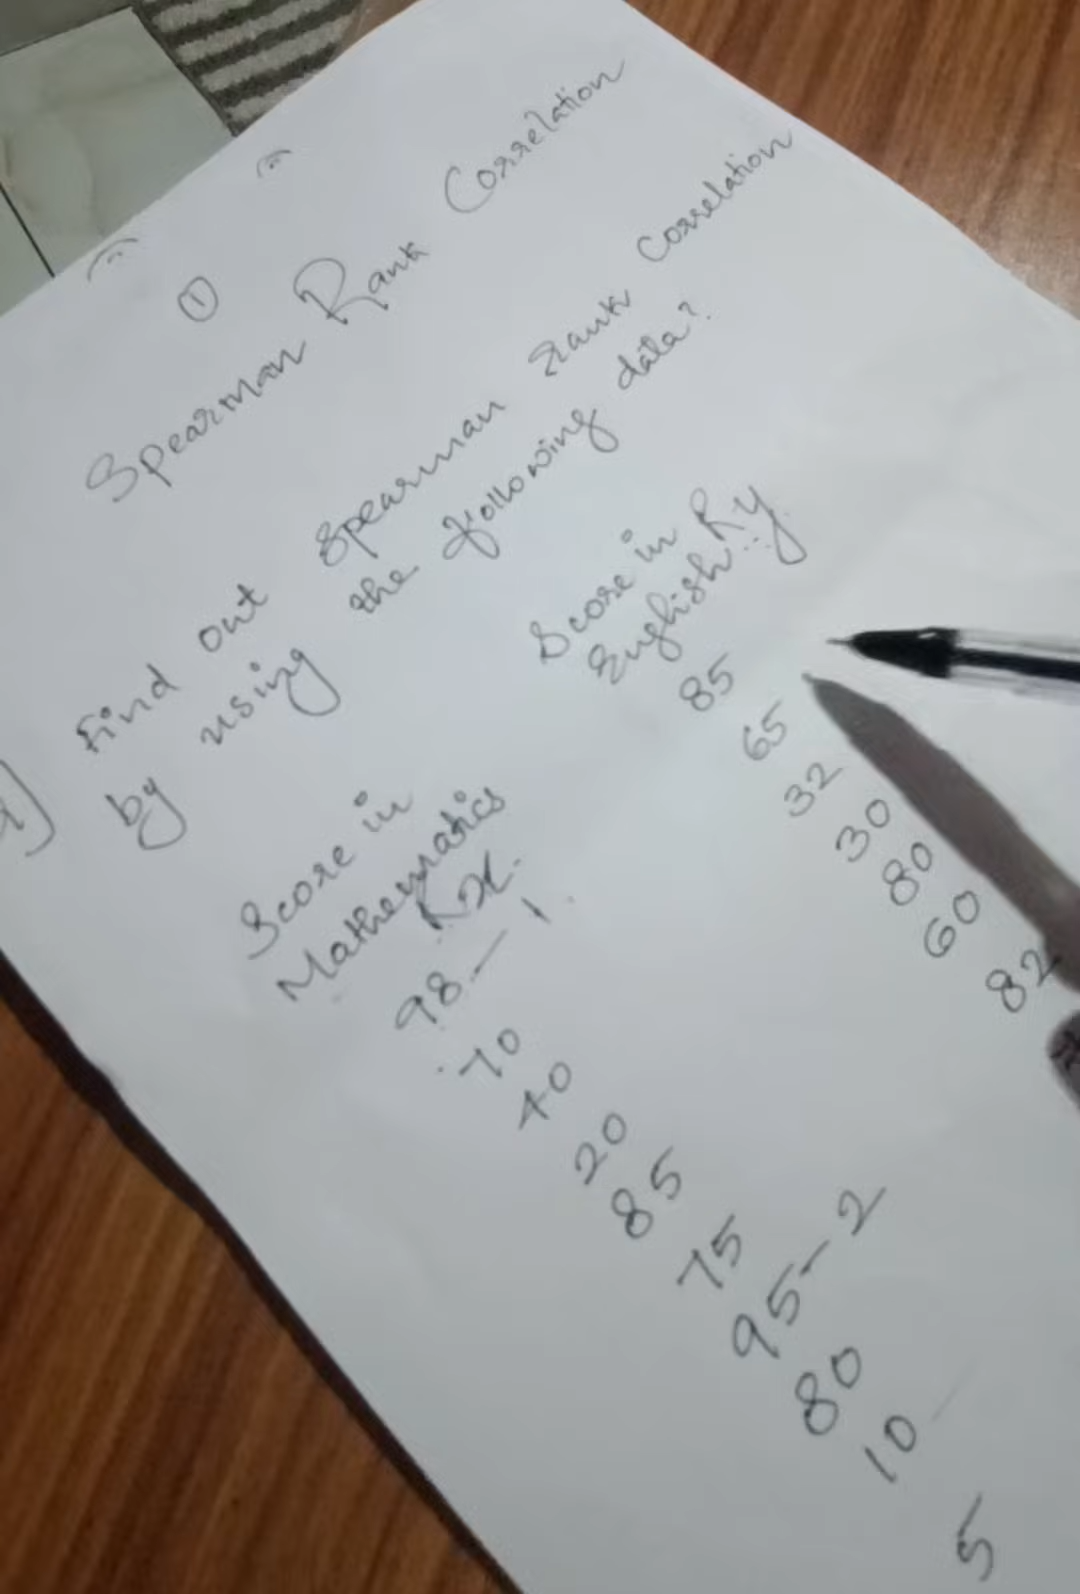 ①
Spearman Rank Correlation
Find out spearman rank correlation
by using the following data?
Score in
Mathematics
Rx.
Score in
English Ry
98 - 1
85
70
65
40
32
20
30
85
80
75
60
95 - 2
82
80
10
5